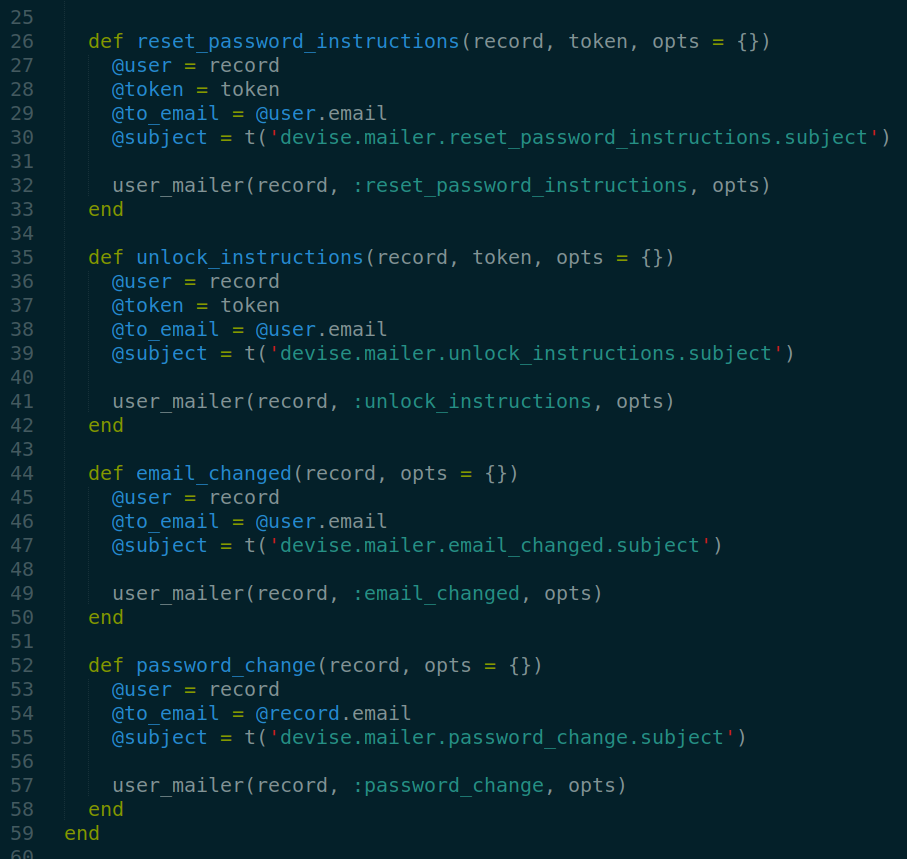 25
26 def reset_password_instructions(record, token, opts = {})
27 @user = record
28 @token = token
29 @to_email = @user.email
30 @subject = t('devise.mailer.reset_password_instructions.subject')
31
32 user_mailer(record, :reset_password_instructions, opts)
33 end
34
35 def unlock_instructions(record, token, opts = {})
36 @user = record
37 @token = token
38 @to_email = @user.email
39 @subject = t('devise.mailer.unlock_instructions.subject')
40
41 user_mailer(record, :unlock_instructions, opts)
42 end
43
44 def email_changed(record, opts = {})
45 @user = record
46 @to_email = @user.email
47 @subject = t('devise.mailer.email_changed.subject')
48
49 user_mailer(record, :email_changed, opts)
50 end
51
52 def password_change(record, opts = {})
53 @user = record
54 @to_email = @record.email
55 @subject = t('devise.mailer.password_change.subject')
56
57 user_mailer(record, :password_change, opts)
58 end
59 end
60